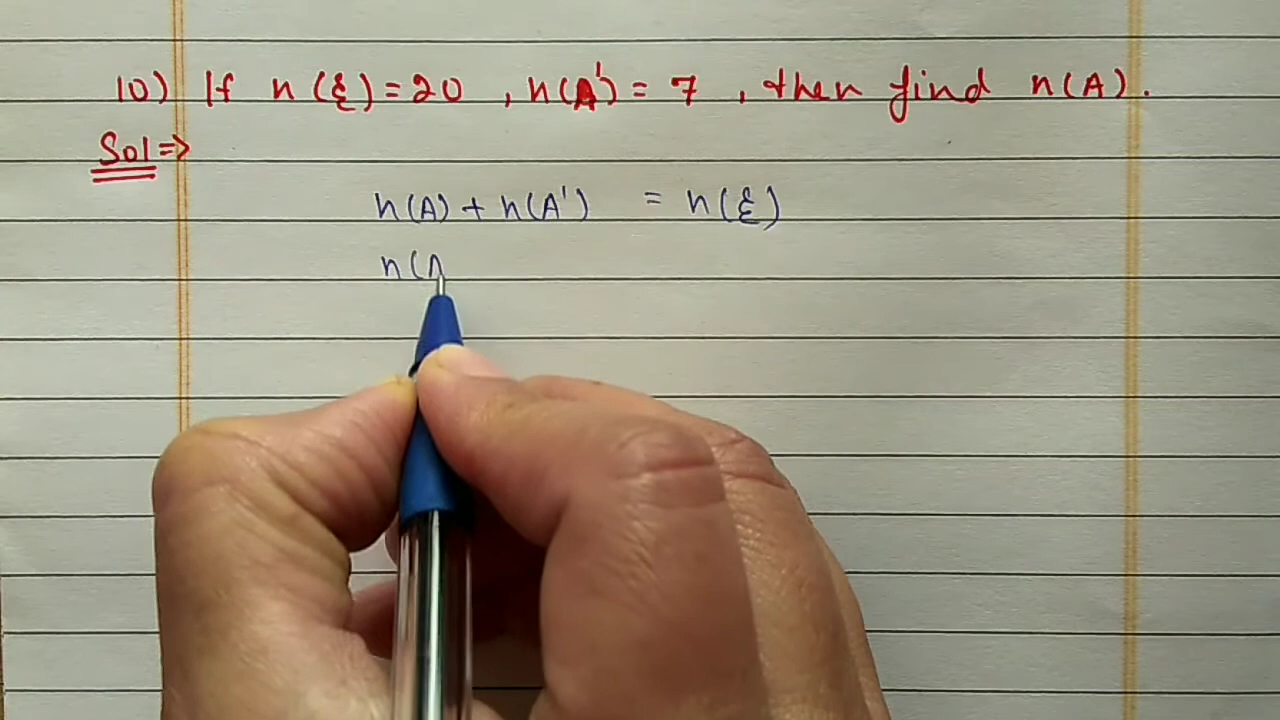 10) If n(ξ) = 20 , n(A') = 7 , then find n(A).
Sol ⇒
n(A) + n(A') = n(ξ)
n(A